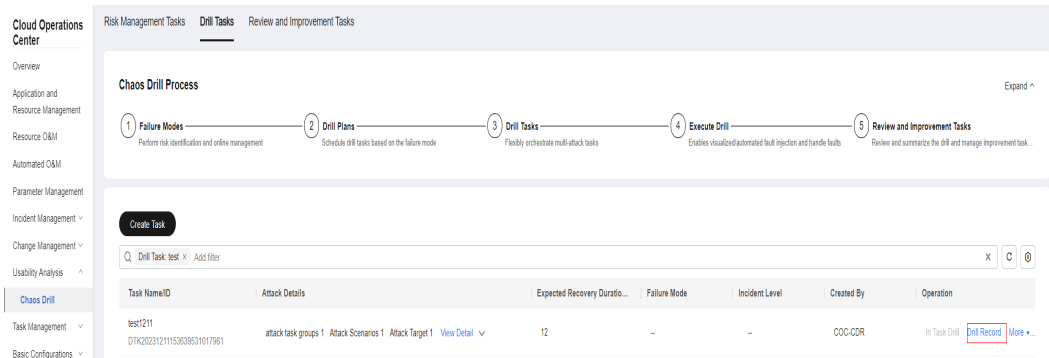 Cloud Operations
Center
Overview
Application and
Resource Management
Resource O&M
Automated O&M
Parameter Management
Incident Management
Change Management
Usability Analysis
Chaos Drill
Task Management
Basic Configurations
Risk Management Tasks Drill Tasks Review and Improvement Tasks
Chaos Drill Process Expand
1 Failure Modes 2 Drill Plans 3 Drill Tasks 4 Execute Drill 5 Review and Improvement Tasks
Perform risk identification and online management Schedule drill tasks based on the failure mode Flexibly orchestrate multi-attack tasks Enables visualized/automated fault injection and handle faults Review and summarize the drill and manage improvement task...
Create Task
Drill Task: test × Add filter X C
Task Name/ID Attack Details Expected Recovery Duratio... Failure Mode Incident Level Created By Operation
test1211 attack task groups 1 Attack Scenarios 1 Attack Target 1 View Detail 12 -- -- COC-CDR In Task Drill Drill Record More ...
DTK20231211153639531017961